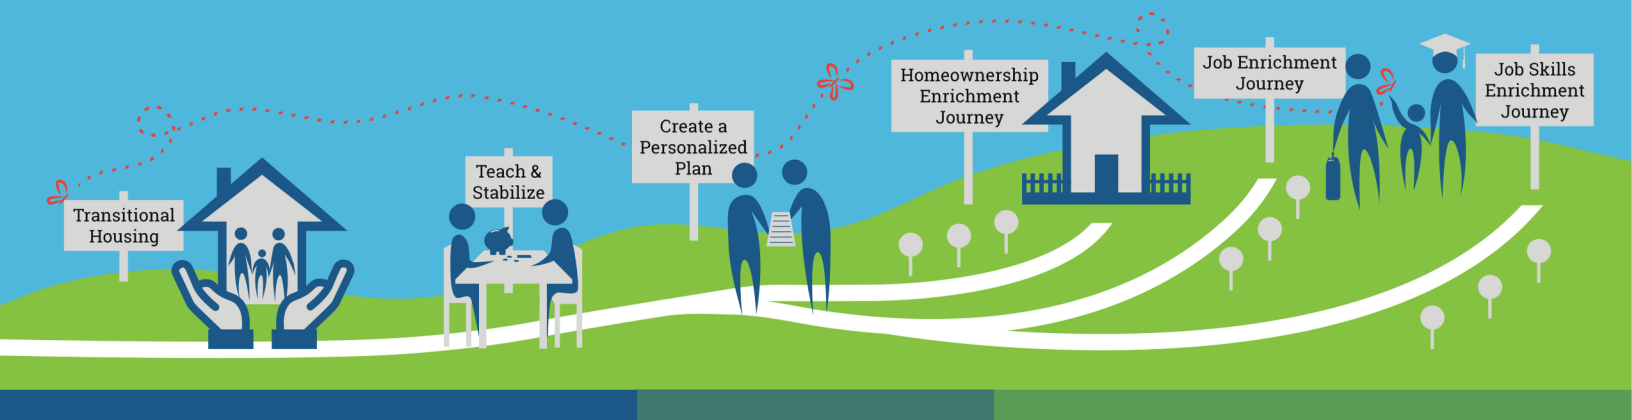 Transitional
Housing
Teach &
Stabilize
Create a
Personalized
Plan
Homeownership
Enrichment
Journey
Job Enrichment
Journey
Job Skills
Enrichment
Journey